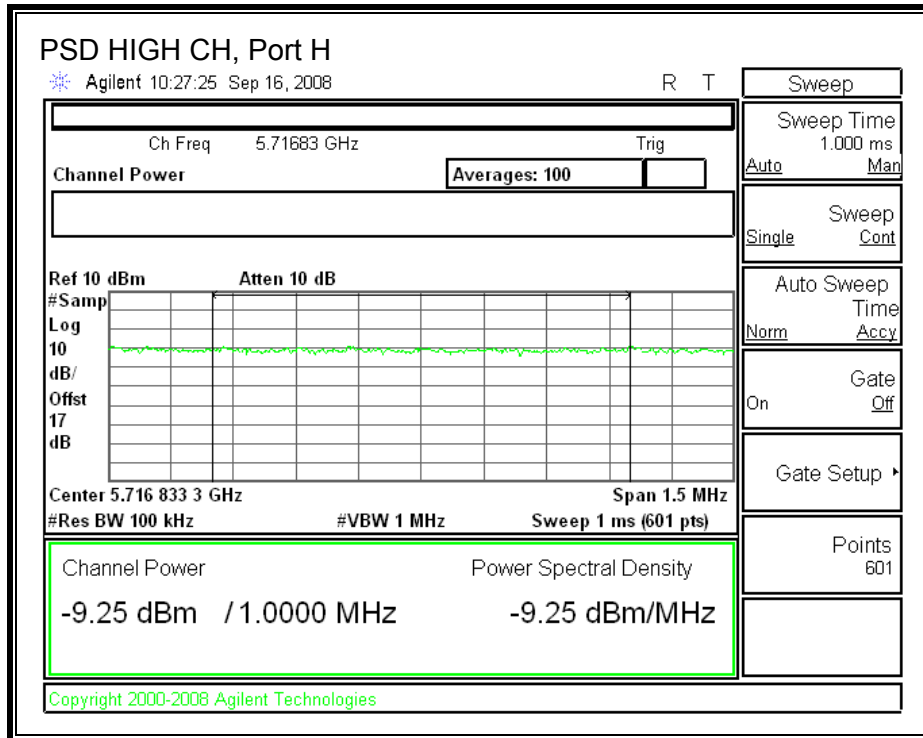 PSD HIGH CH, Port H
Agilent 10:27:25 Sep 16, 2008 R T
Ch Freq 5.71683 GHz Trig
Channel Power Averages: 100
Ref 10 dBm Atten 10 dB
#Samp
Log
10
dB/
Offst
17
dB
Center 5.716 833 3 GHz Span 1.5 MHz
#Res BW 100 kHz #VBW 1 MHz Sweep 1 ms (601 pts)
Channel Power Power Spectral Density
-9.25 dBm /1.0000 MHz -9.25 dBm/MHz
Copyright 2000-2008 Agilent Technologies
Sweep
Sweep Time
1.000 ms
Auto Man
Sweep
Single Cont
Auto Sweep
Time
Norm Accy
Gate
On Off
Gate Setup
Points
601